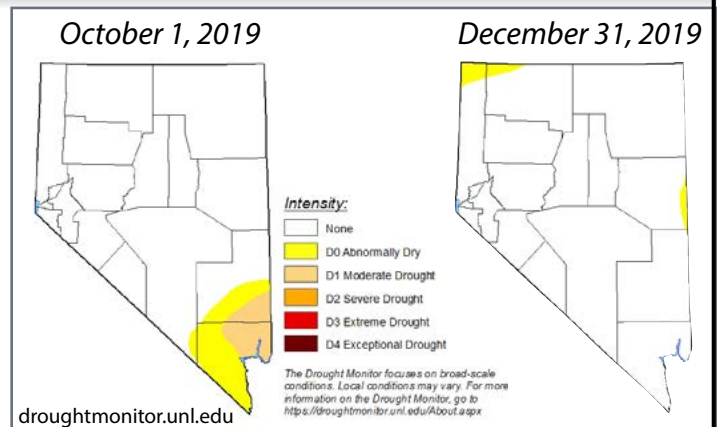 October 1, 2019
December 31, 2019
Intensity:
None
D0 Abnormally Dry
D1 Moderate Drought
D2 Severe Drought
D3 Extreme Drought
D4 Exceptional Drought
The Drought Monitor focuses on broad-scale
conditions. Local conditions may vary. For more
information on the Drought Monitor, go to
https://droughtmonitor.unl.edu/About.aspx
droughtmonitor.unl.edu